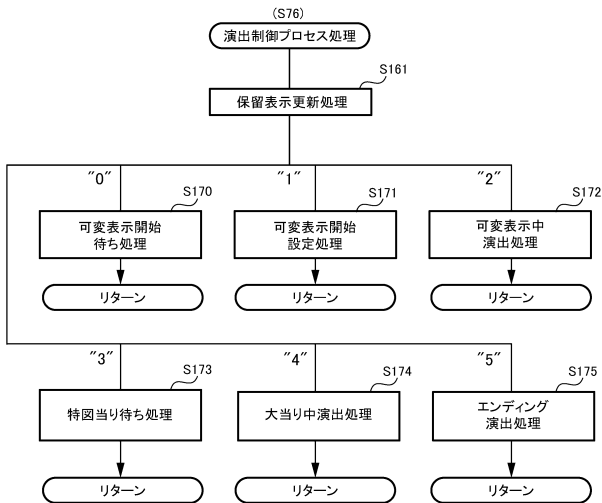 (S76)
演出制御プロセス処理
S161
保留表示更新処理
"0"
"1"
"2"
S170
S171
S172
可変表示開始
待ち処理
可変表示開始
設定処理
可変表示中
演出処理
リターン
リターン
リターン
"3"
"4"
"5"
S173
S174
S175
特図当り待ち処理
大当り中演出処理
エンディング
演出処理
リターン
リターン
リターン